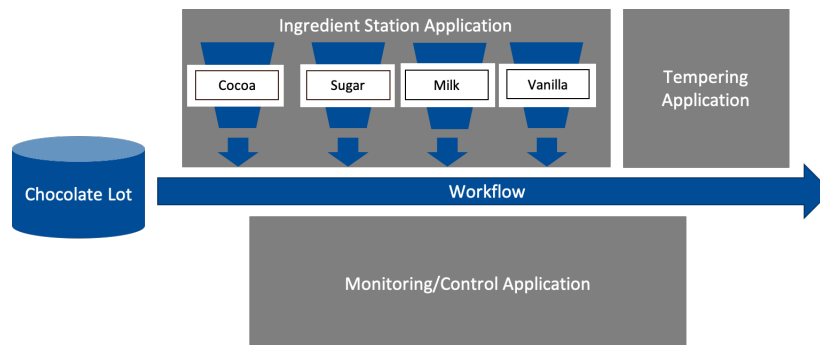 Ingredient Station Application
Cocoa
Sugar
Milk
Vanilla
Tempering
Application
Chocolate Lot
Workflow
Monitoring/Control Application